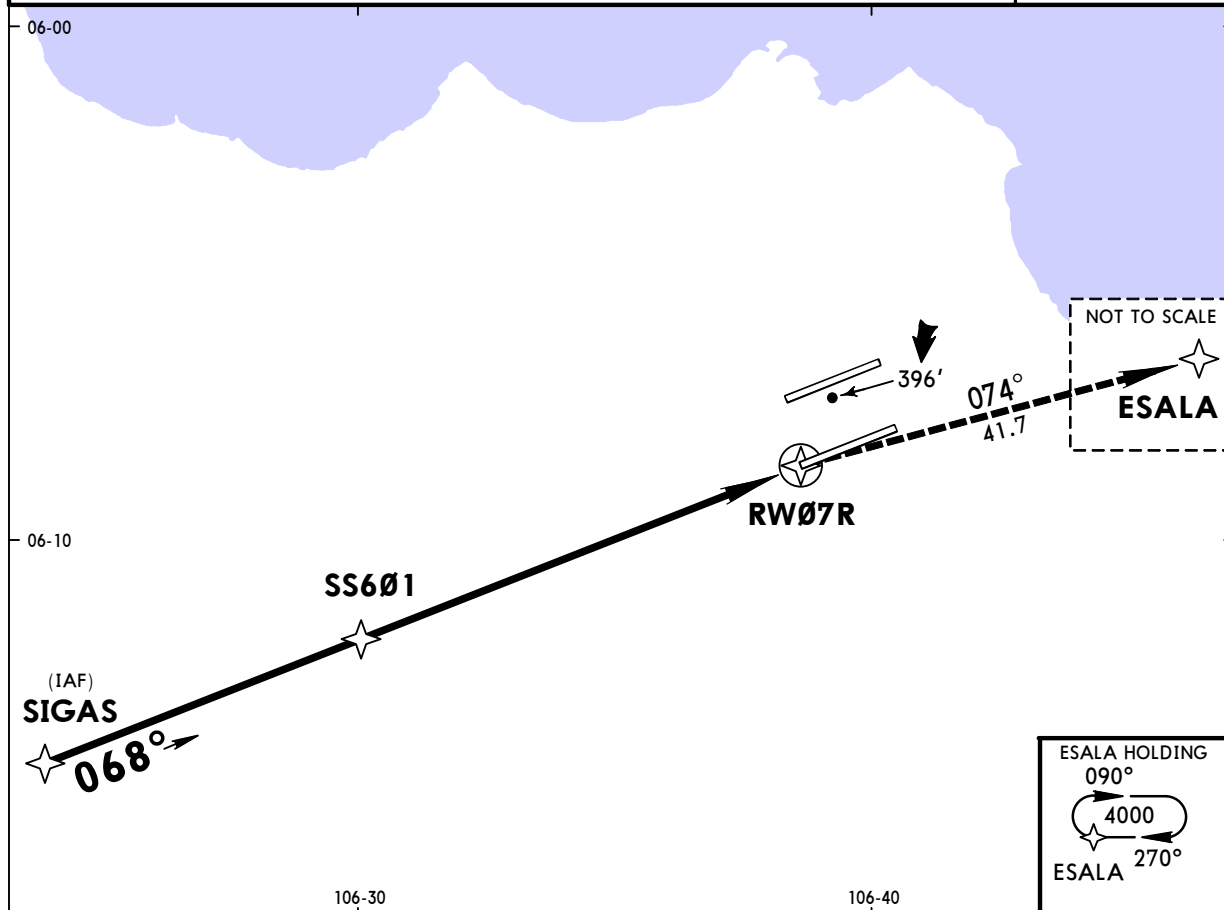 06-00
NOT TO SCALE
396'
074°
41.7
ESALA
RWØ7R
06-10
SS6Ø1
(IAF)
SIGAS
068°
ESALA HOLDING
090°
4000
270°
ESALA
106-30
106-40